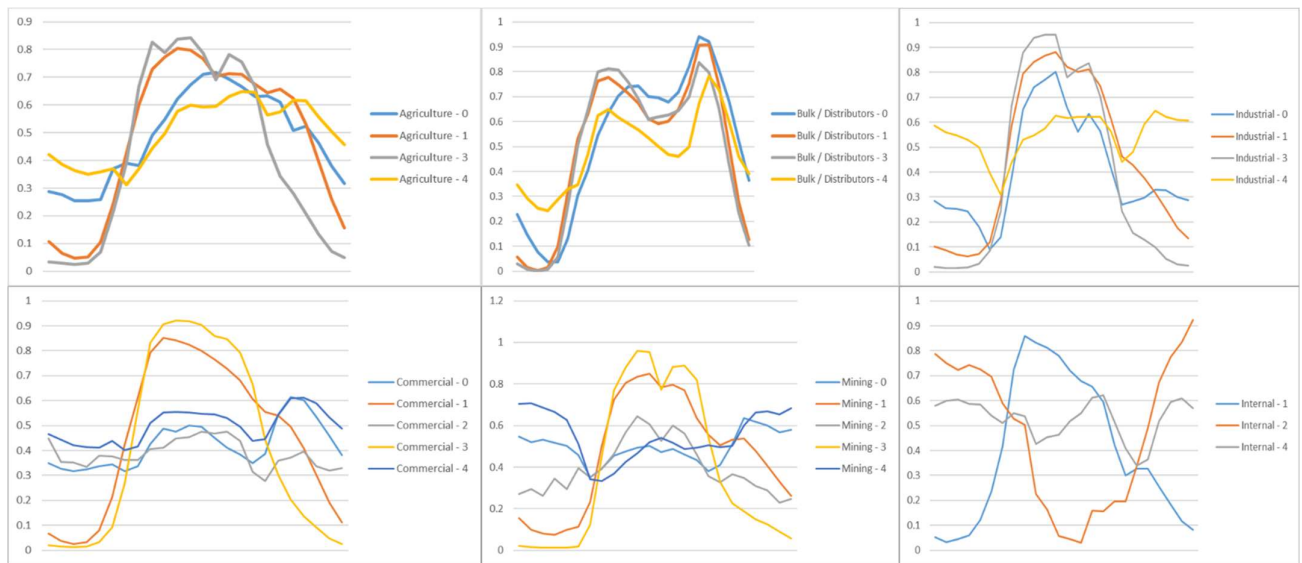 0.9
0.8
0.7
0.6
0.5
0.4
0.3
0.2
0.1
0
Agriculture - 0
Agriculture - 1
Agriculture - 3
Agriculture - 4
1
0.9
0.8
0.7
0.6
0.5
0.4
0.3
0.2
0.1
0
Bulk / Distributors - 0
Bulk / Distributors - 1
Bulk / Distributors - 3
Bulk / Distributors - 4
1
0.9
0.8
0.7
0.6
0.5
0.4
0.3
0.2
0.1
0
Industrial - 0
Industrial - 1
Industrial - 3
Industrial - 4
1
0.9
0.8
0.7
0.6
0.5
0.4
0.3
0.2
0.1
0
Commercial - 0
Commercial - 1
Commercial - 2
Commercial - 3
Commercial - 4
1.2
1
0.8
0.6
0.4
0.2
0
Mining - 0
Mining - 1
Mining - 2
Mining - 3
Mining - 4
1
0.9
0.8
0.7
0.6
0.5
0.4
0.3
0.2
0.1
0
Internal - 1
Internal - 2
Internal - 4